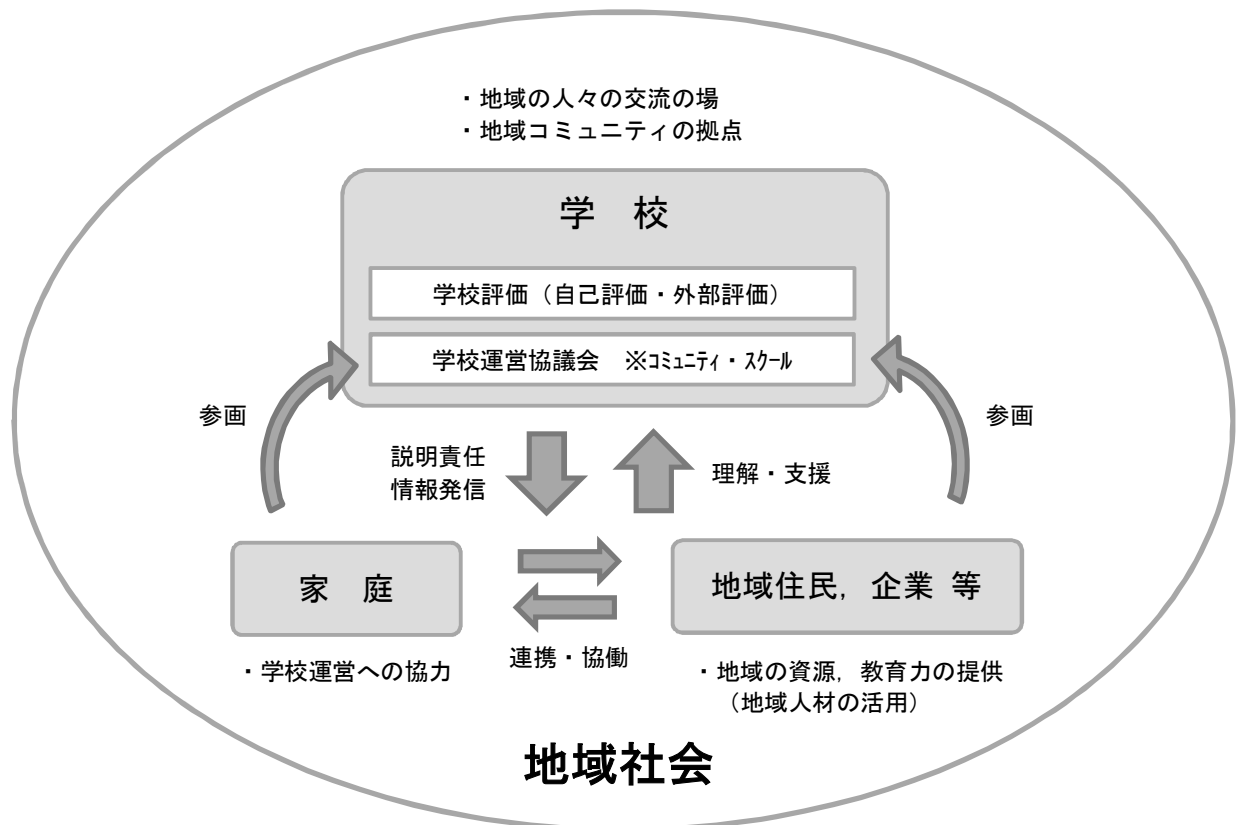 ・地域の人々の交流の場
・地域コミュニティの拠点
学 校
学校評価（自己評価・外部評価）
学校運営協議会 ※ｺﾐｭﾆﾃｨ・ｽｸｰﾙ
参画
参画
説明責任
情報発信
理解・支援
家 庭
地域住民，企業 等
連携・協働
・学校運営への協力
・地域の資源，教育力の提供
（地域人材の活用）
地域社会